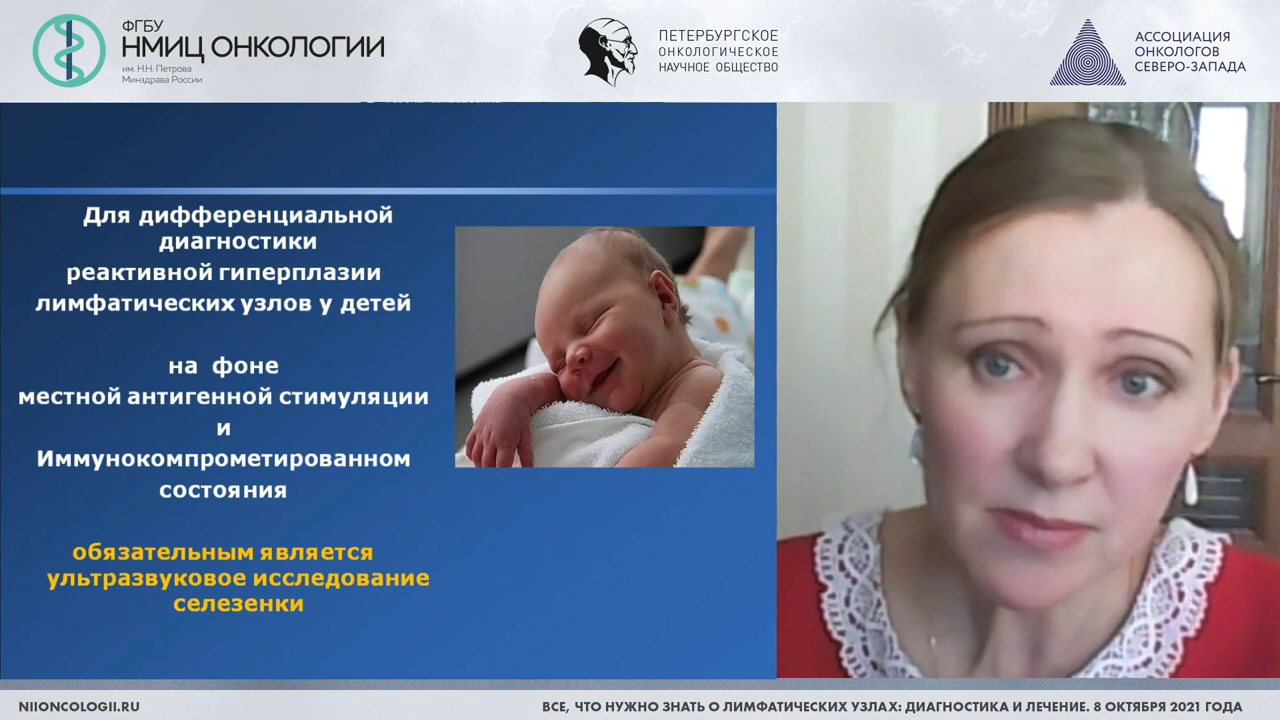 ФГБУ
НМИЦ ОНКОЛОГИИ
им. Н.Н. Петрова
Минздрава России
ПЕТЕРБУРГСКОЕ
ОНКОЛОГИЧЕСКОЕ
НАУЧНОЕ ОБЩЕСТВО
АССОЦИАЦИЯ
ОНКОЛОГОВ
СЕВЕРО-ЗАПАДА
Для дифференциальной
диагностики
реактивной гиперплазии
лимфатических узлов у детей
на фоне
местной антигенной стимуляции
и
Иммунокомпрометированном
состояния
обязательным является
ультразвуковое исследование
селезенки
NIIONCOLOGII.RU
ВСЕ, ЧТО НУЖНО ЗНАТЬ О ЛИМФАТИЧЕСКИХ УЗЛАХ: ДИАГНОСТИКА И ЛЕЧЕНИЕ. 8 ОКТЯБРЯ 2021 ГОДА